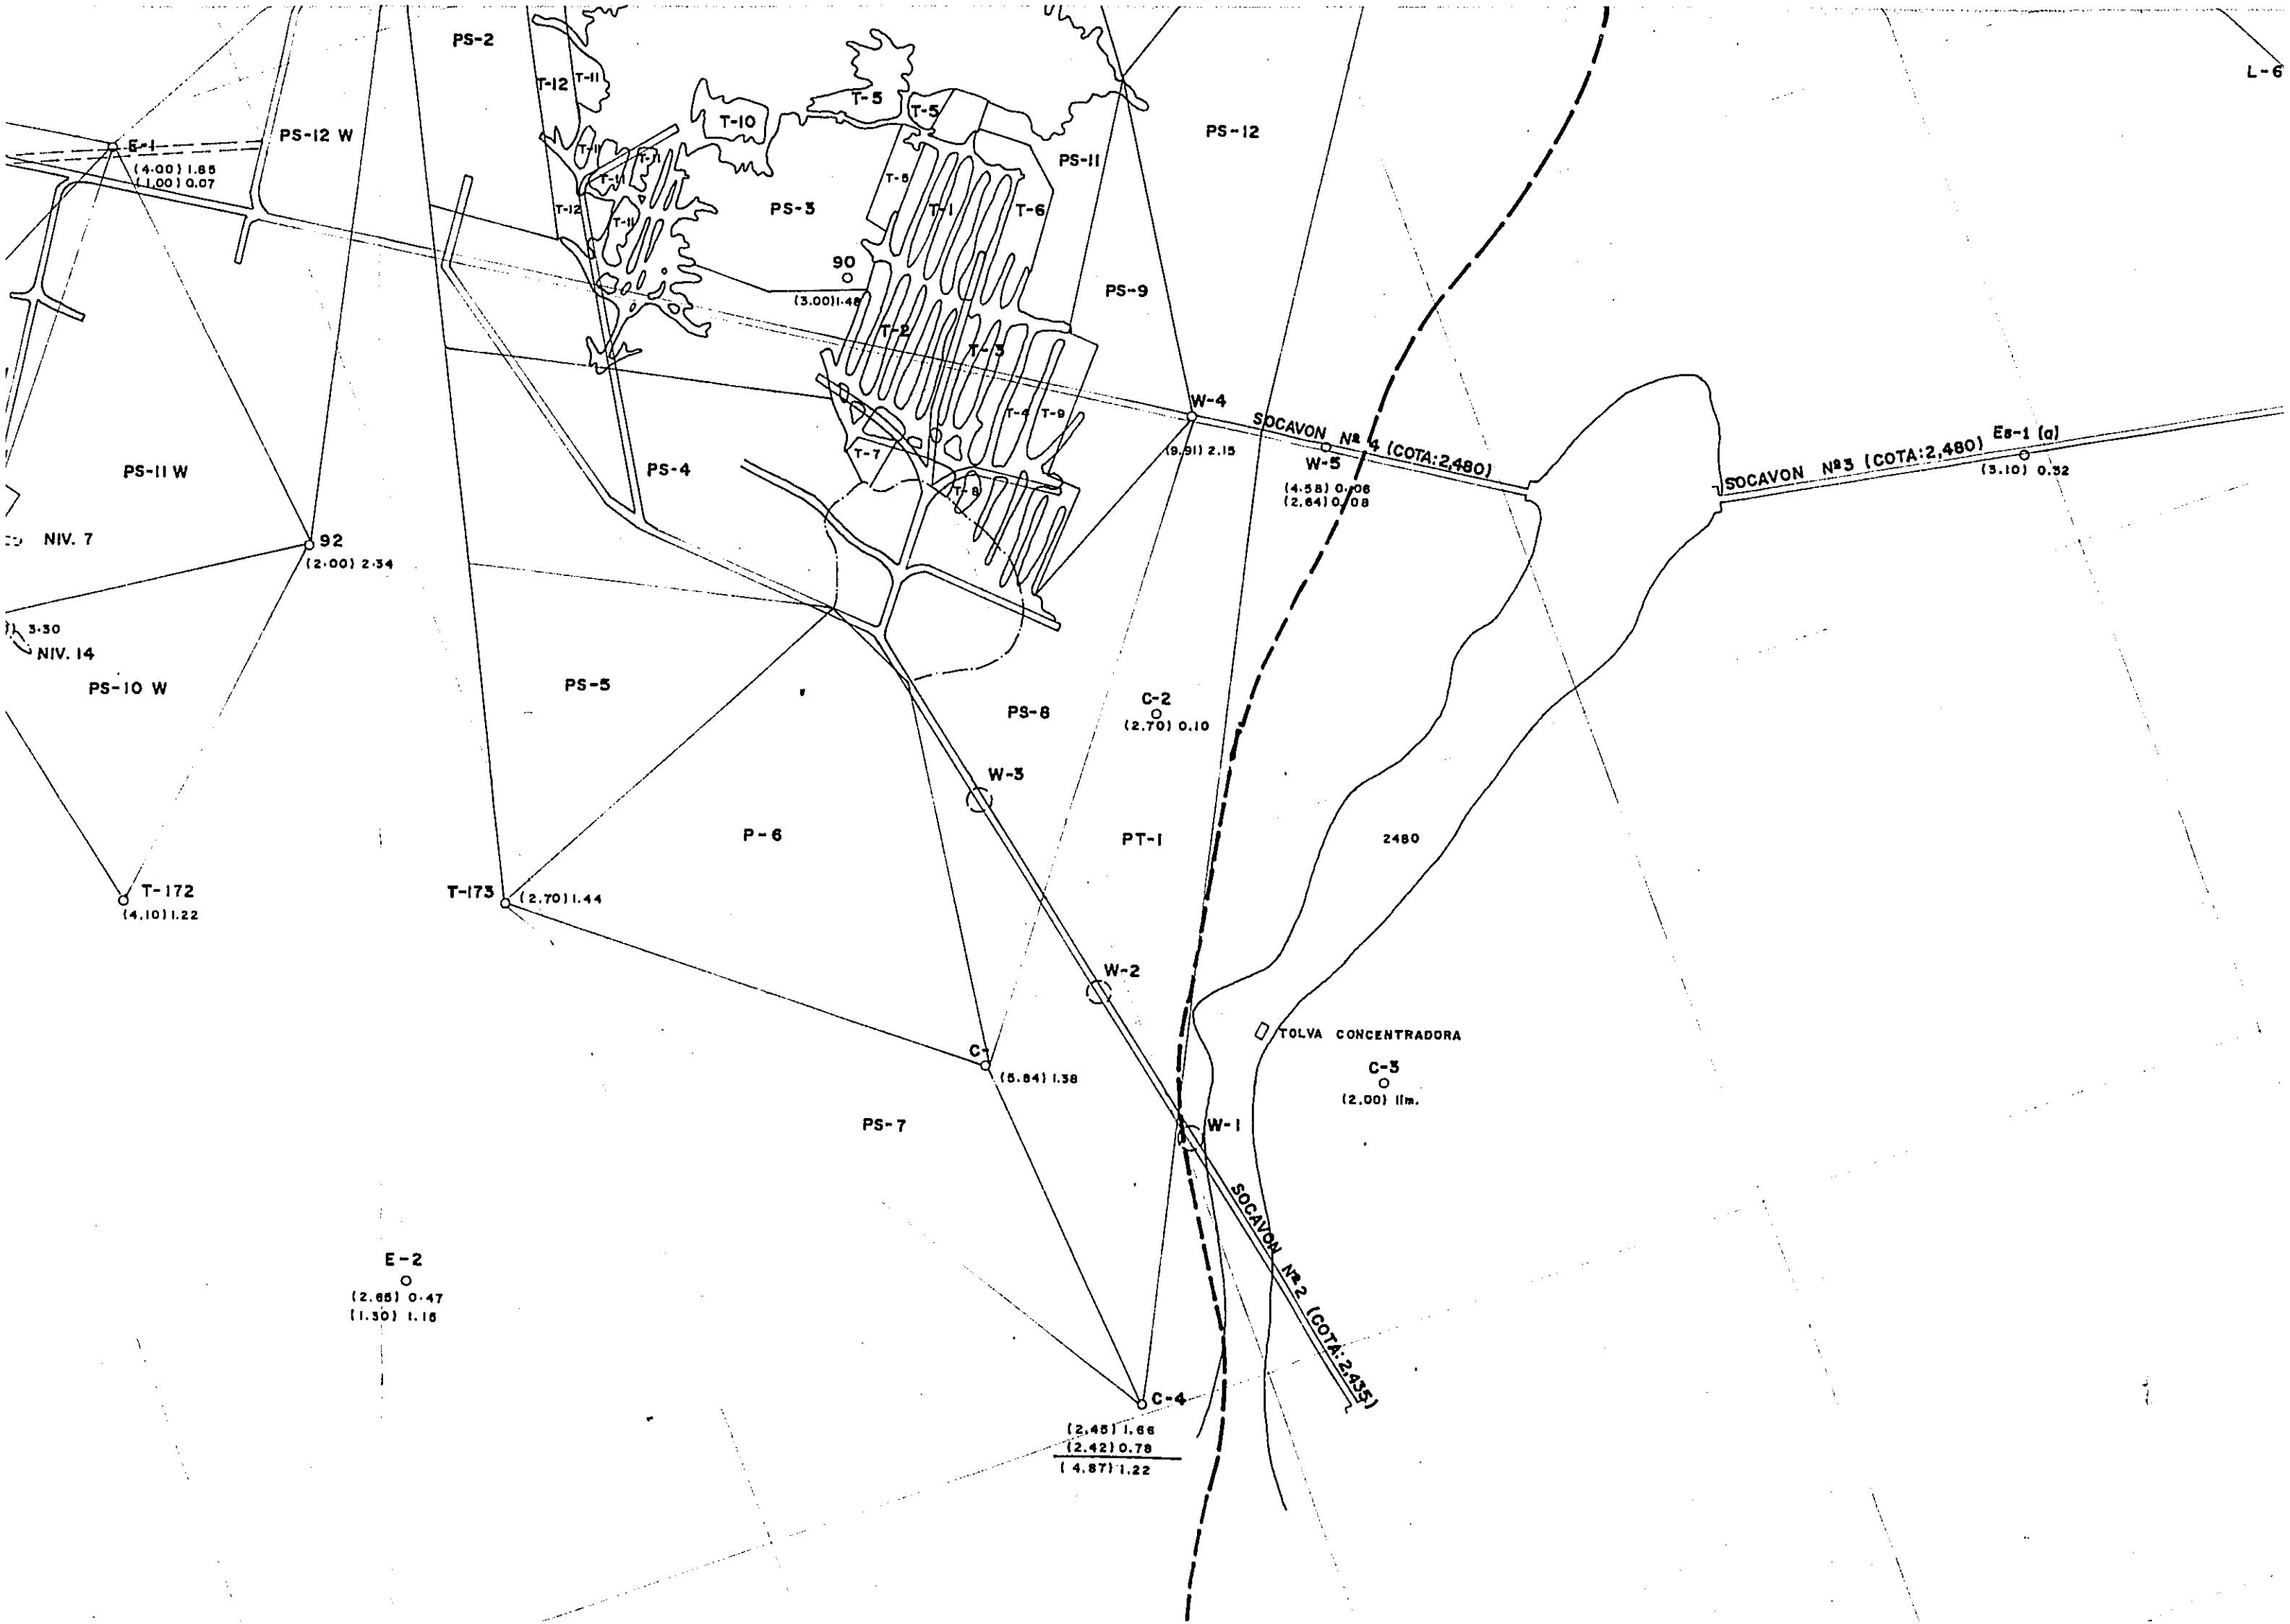 PS-2
L-6
T-12
T-11
T-5
T-5
T-10
PS-12 W
PS-12
E-1
(4.00) 1.85
(1.00) 0.07
T-11
T-11
T-11
PS-11
T-5
T-12
T-11
PS-3
T-1
T-6
90
(3.00) 1.48
PS-9
T-2
T-3
W-4
(9.91) 2.15
T-4
T-9
SOCAVON Nº 4 (COTA:2,480)
W-5
(4.58) 0.06
(2.64) 0.08
Es-1 (a)
(3.10) 0.32
SOCAVON Nº3 (COTA:2,480)
PS-11 W
PS-4
T-7
T-8
NIV. 7
92
(2.00) 2.34
3.30
NIV. 14
PS-10 W
PS-5
PS-8
C-2
(2.70) 0.10
W-3
P-6
PT-1
2480
T-172
(4.10) 1.22
T-173
(2.70) 1.44
W-2
TOLVA CONCENTRADORA
C-
(5.84) 1.38
C-3
(2.00) lim.
PS-7
W-1
SOCAVON Nº2 (COTA:2,435)
E-2
(2.65) 0.47
(1.30) 1.16
C-4
(2.45) 1.66
(2.42) 0.78
(4.87) 1.22